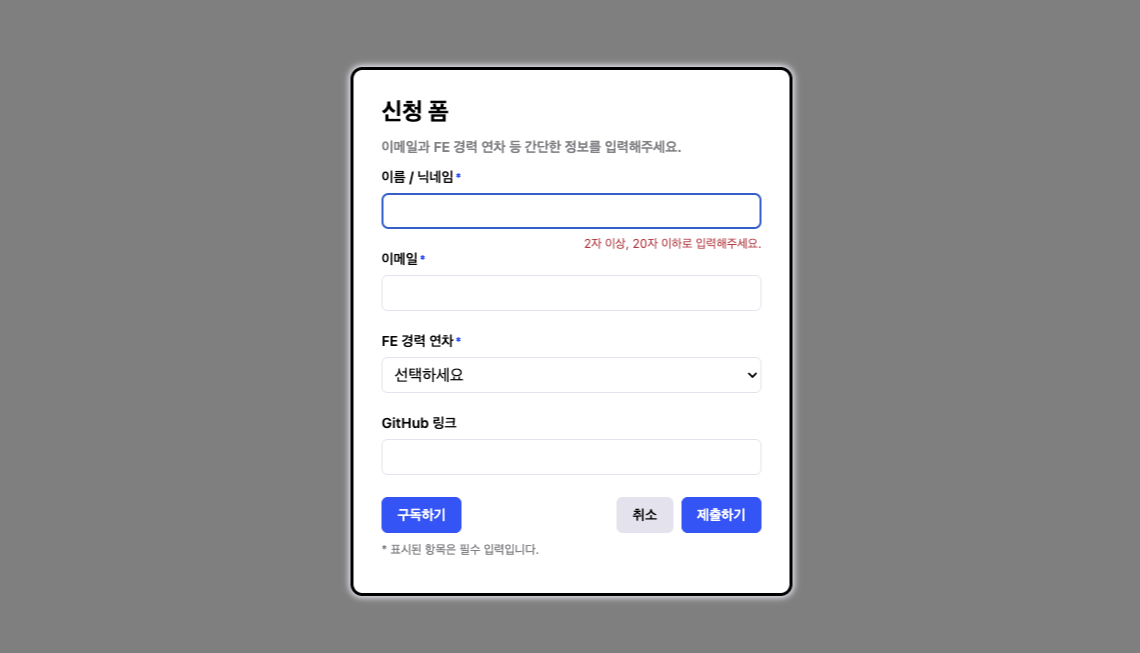 신청 폼
이메일과 FE 경력 연차 등 간단한 정보를 입력해주세요.
이름 / 닉네임 *
2자 이상, 20자 이하로 입력해주세요.
이메일 *
FE 경력 연차 *
선택하세요
GitHub 링크
구독하기 취소 제출하기
* 표시된 항목은 필수 입력입니다.